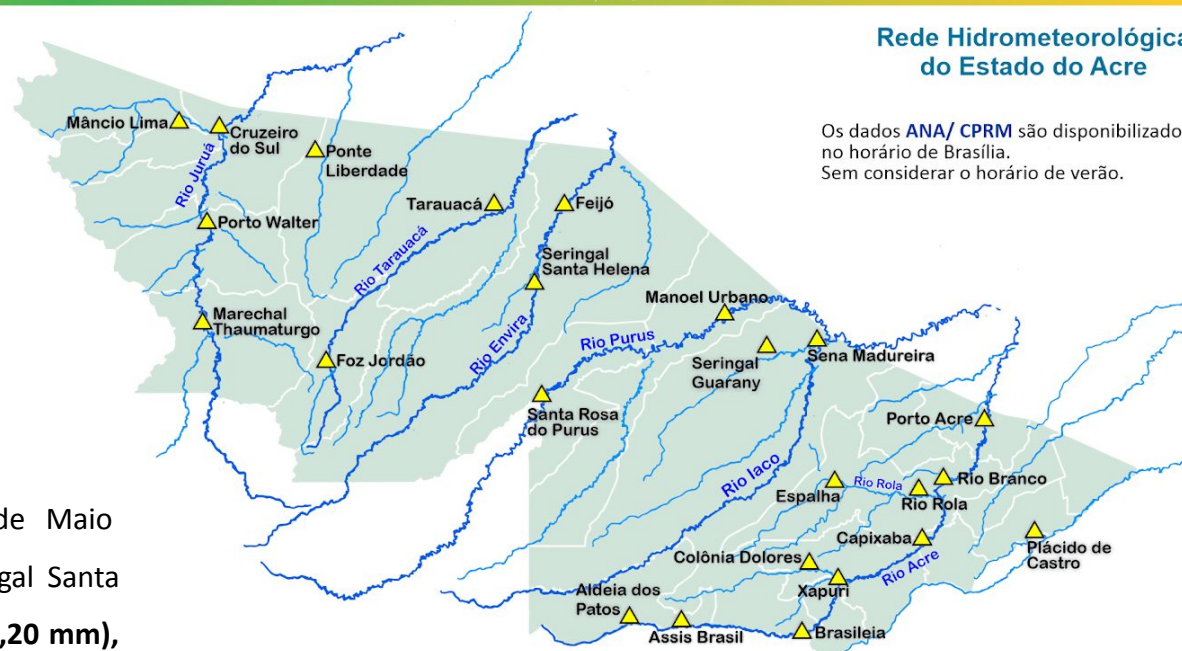 Rede Hidrometeorológica
do Estado do Acre
Os dados ANA/ CPRM são disponibilizado
no horário de Brasília.
Sem considerar o horário de verão.
Mâncio Lima
Cruzeiro
do Sul
Ponte
Liberdade
Rio Juruá
Porto Walter
Tarauacá
Feijó
Rio Tarauacá
Seringal
Santa Helena
Manoel Urbano
Marechal
Thaumaturgo
Foz Jordão
Rio Envira
Rio Purus
Seringal
Guarany
Sena Madureira
Santa Rosa
do Purus
Porto Acre
Rio Iaco
Espalha
Rio Rola
Rio Rola
Rio Branco
Capixaba
Plácido de
Castro
Colônia Dolores
Rio Acre
Xapuri
Aldeia dos
Patos
Assis Brasil
Brasileia
de Maio
gal Santa
,20 mm),